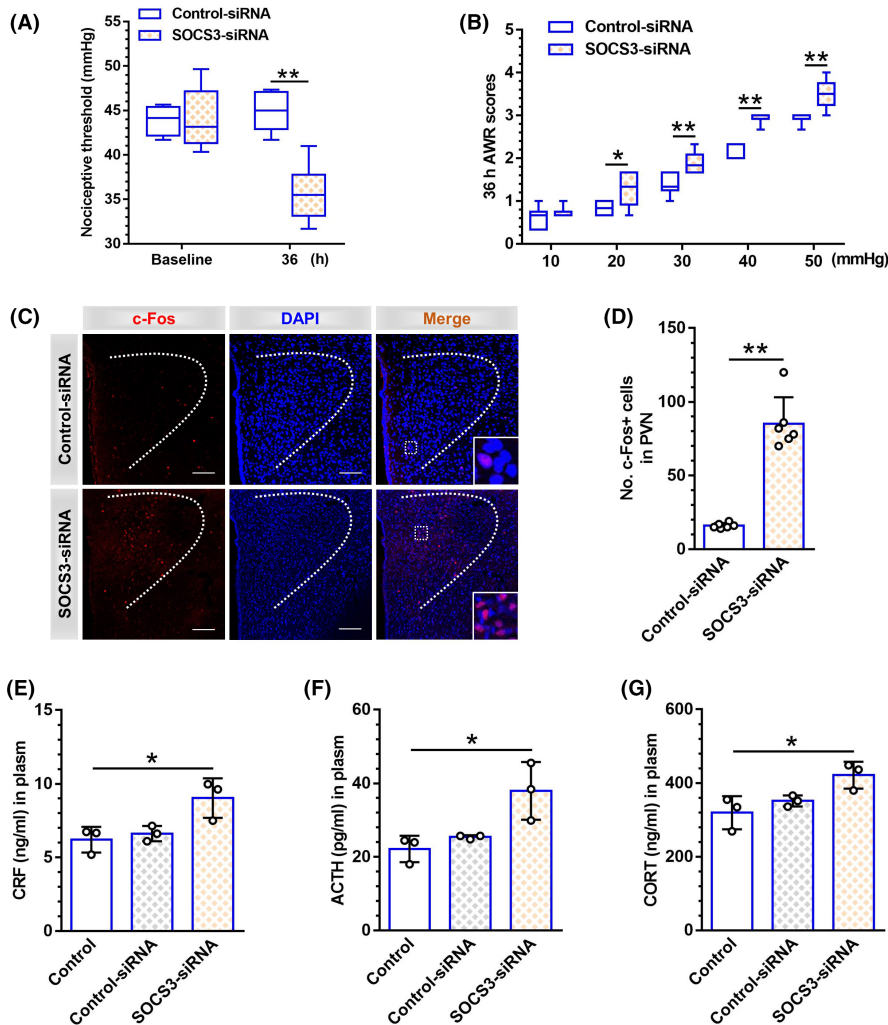 (A)
Control-siRNA
SOCS3-siRNA
Nociceptive threshold (mmHg)
55
50
45
40
35
30
**
Baseline
36
(h)
(B)
Control-siRNA
SOCS3-siRNA
36 h AWR scores
5
4
3
2
1
0
*
**
**
**
10
20
30
40
50
(mmHg)
(C)
c-Fos
DAPI
Merge
Control-siRNA
SOCS3-siRNA
(D)
No. c-Fos+ cells
in PVN
150
100
50
0
**
Control-siRNA
SOCS3-siRNA
(E)
CRF (ng/ml) in plasm
15
10
5
0
*
Control
Control-siRNA
SOCS3-siRNA
(F)
ACTH (pg/ml) in plasm
60
40
20
0
*
Control
Control-siRNA
SOCS3-siRNA
(G)
CORT (ng/ml) in plasm
600
400
200
0
*
Control
Control-siRNA
SOCS3-siRNA